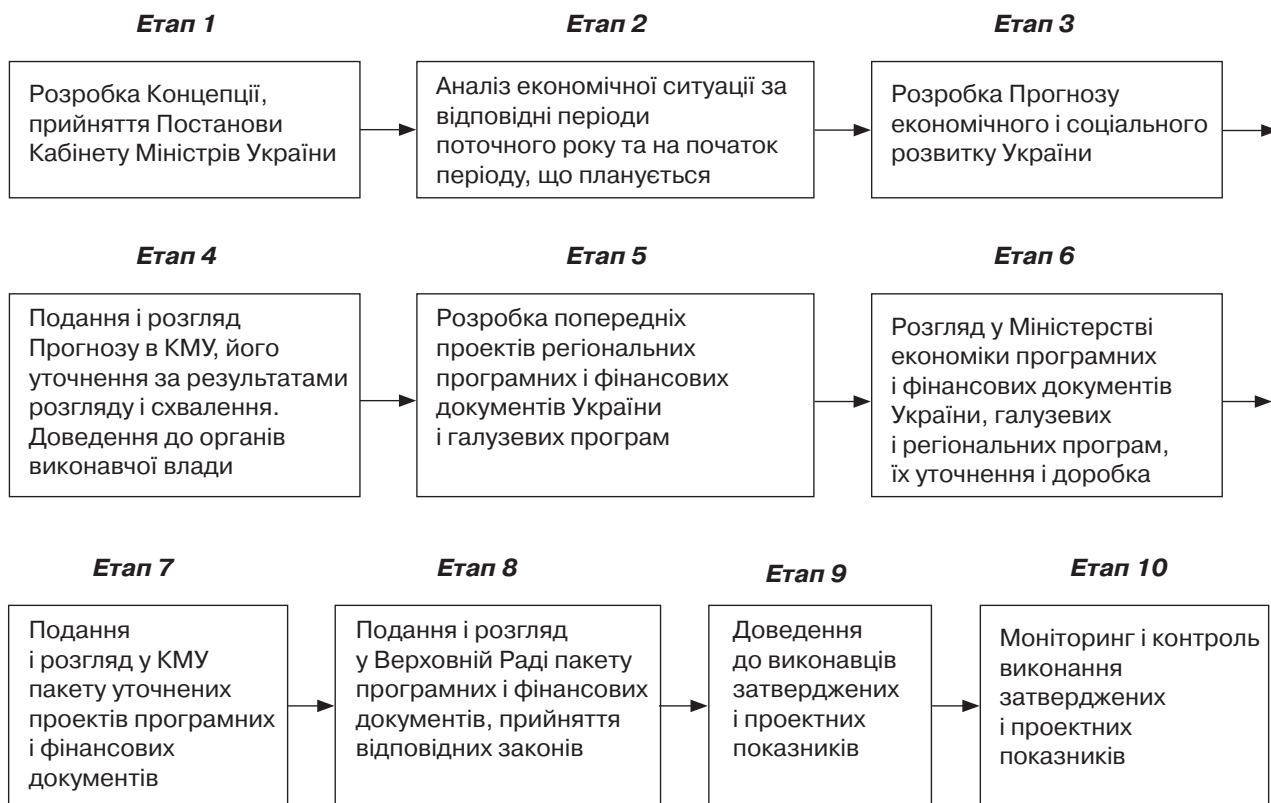 Етап 1
Розробка Концепції,
прийняття Постанови
Кабінету Міністрів України
Етап 2
Аналіз економічної ситуації за
відповідні періоди
поточного року та на початок
періоду, що планується
Етап 3
Розробка Прогнозу
економічного і соціального
розвитку України
Етап 4
Подання і розгляд
Прогнозу в КМУ, його
уточнення за результатами
розгляду і схвалення.
Доведення до органів
виконавчої влади
Етап 5
Розробка попередніх
проектів регіональних
програмних і фінансових
документів України
і галузевих програм
Етап 6
Розгляд у Міністерстві
економіки програмних
і фінансових документів
України, галузевих
і регіональних програм,
їх уточнення і доробка
Етап 7
Подання
і розгляд у КМУ
пакету уточнених
проектів програмних
і фінансових
документів
Етап 8
Подання і розгляд
у Верховній Раді пакету
програмних і фінансових
документів, прийняття
відповідних законів
Етап 9
Доведення
до виконавців
затверджених
і проектних
показників
Етап 10
Моніторинг і контроль
виконання
затверджених
і проектних
показників